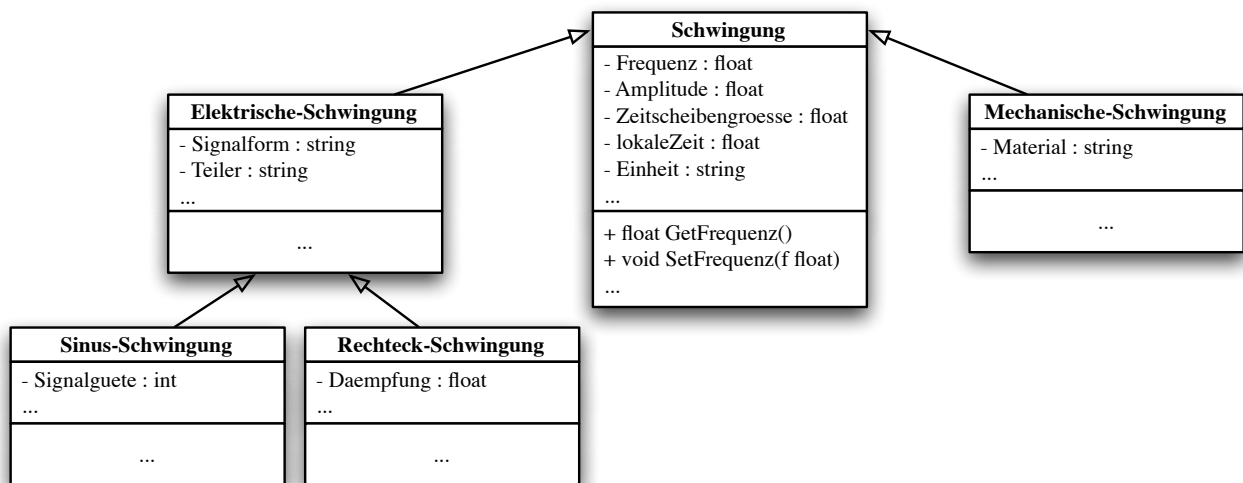 Schwingung
- Frequenz : float
- Amplitude : float
- Zeitscheibengroesse : float
- lokaleZeit : float
- Einheit : string
...
+ float GetFrequenz()
+ void SetFrequenz(f float)
...
Elektrische-Schwingung
- Signalform : string
- Teiler : string
...
...
Mechanische-Schwingung
- Material : string
...
...
Sinus-Schwingung
- Signalguete : int
...
...
Rechteck-Schwingung
- Daempfung : float
...
...